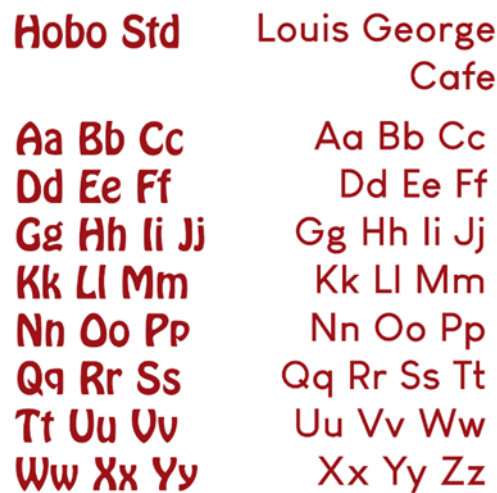 Hobo Std
Aa Bb Cc
Dd Ee Ff
Gg Hh Ii Jj
Kk Ll Mm
Nn Oo Pp
Qq Rr Ss
Tt Uu Vv
Ww Xx Yy
Louis George
Cafe
Aa Bb Cc
Dd Ee Ff
Gg Hh Ii Jj
Kk Ll Mm
Nn Oo Pp
Qq Rr Ss Tt
Uu Vv Ww
Xx Yy Zz